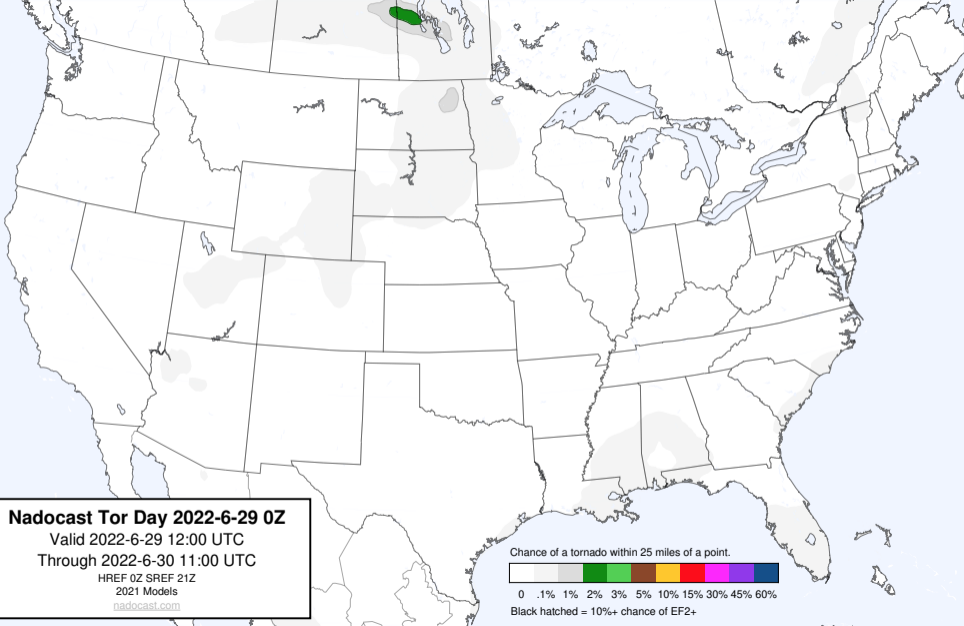 Nadocast Tor Day 2022-6-29 0Z
Valid 2022-6-29 12:00 UTC
Through 2022-6-30 11:00 UTC
HREF 0Z SREF 21Z
2021 Models
nadocast.com
Chance of a tornado within 25 miles of a point.
0 .1% 1% 2% 3% 5% 10% 15% 30% 45% 60%
Black hatched = 10%+ chance of EF2+